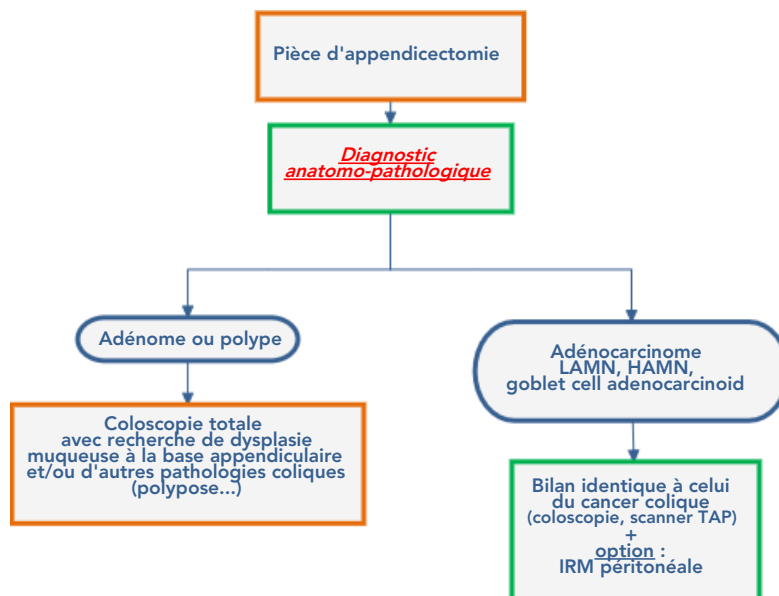 Pièce d'appendicectomie
Diagnostic
anatomo-pathologique
Adénome ou polype
Adénocarcinome
LAMN, HAMN,
goblet cell adenocarcinoid
Coloscopie totale
avec recherche de dysplasie
muqueuse à la base appendiculaire
et/ou d'autres pathologies coliques
(polypose...)
Bilan identique à celui
du cancer colique
(coloscopie, scanner TAP)
+
option :
IRM péritonéale